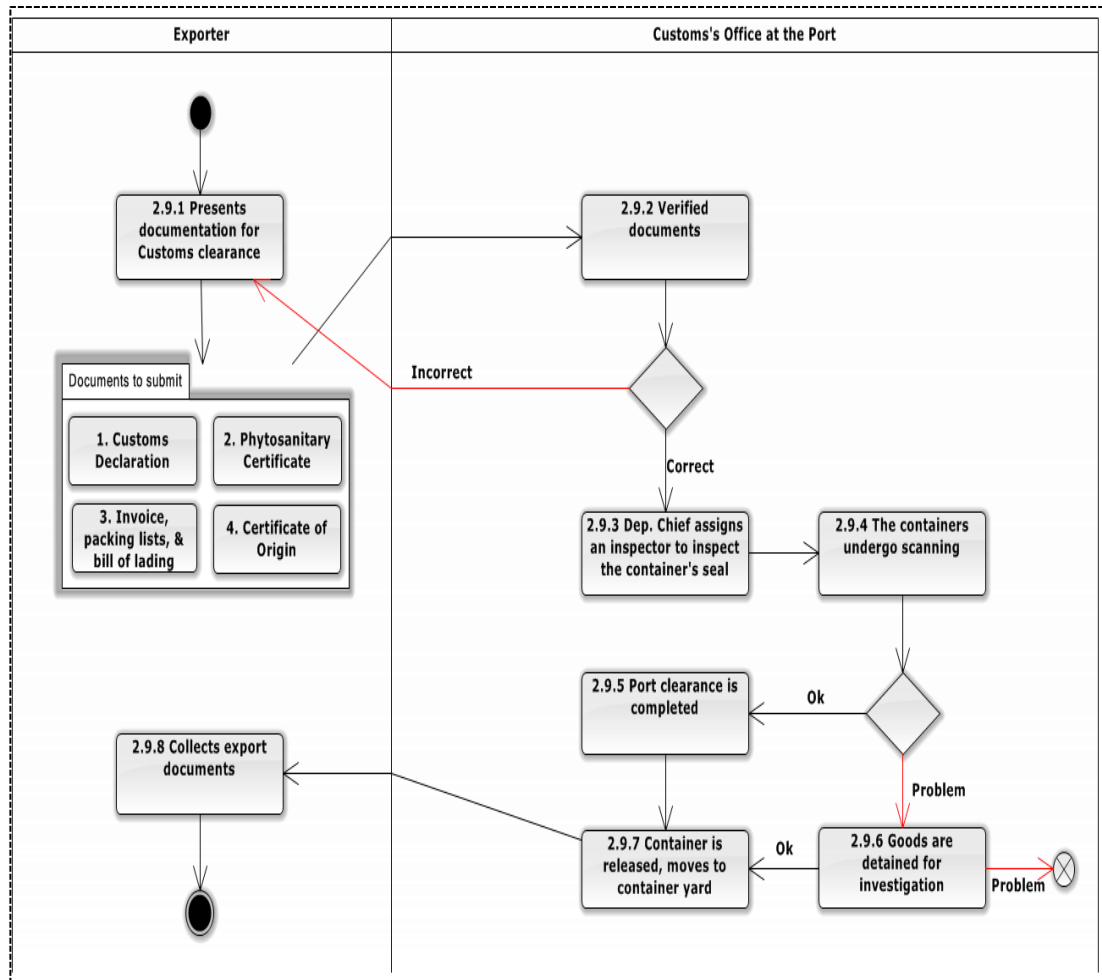 Exporter
Customs's Office at the Port
2.9.1 Presents
documentation for
Customs clearance
2.9.2 Verified
documents
Incorrect
Documents to submit
1. Customs
Declaration
2. Phytosanitary
Certificate
3. Invoice,
packing lists, &
bill of lading
4. Certificate of
Origin
Correct
2.9.3 Dep. Chief assigns
an inspector to inspect
the container's seal
2.9.4 The containers
undergo scanning
2.9.5 Port clearance is
completed
Ok
Problem
2.9.8 Collects export
documents
2.9.7 Container is
released, moves to
container yard
Ok
2.9.6 Goods are
detained for
investigation
Problem